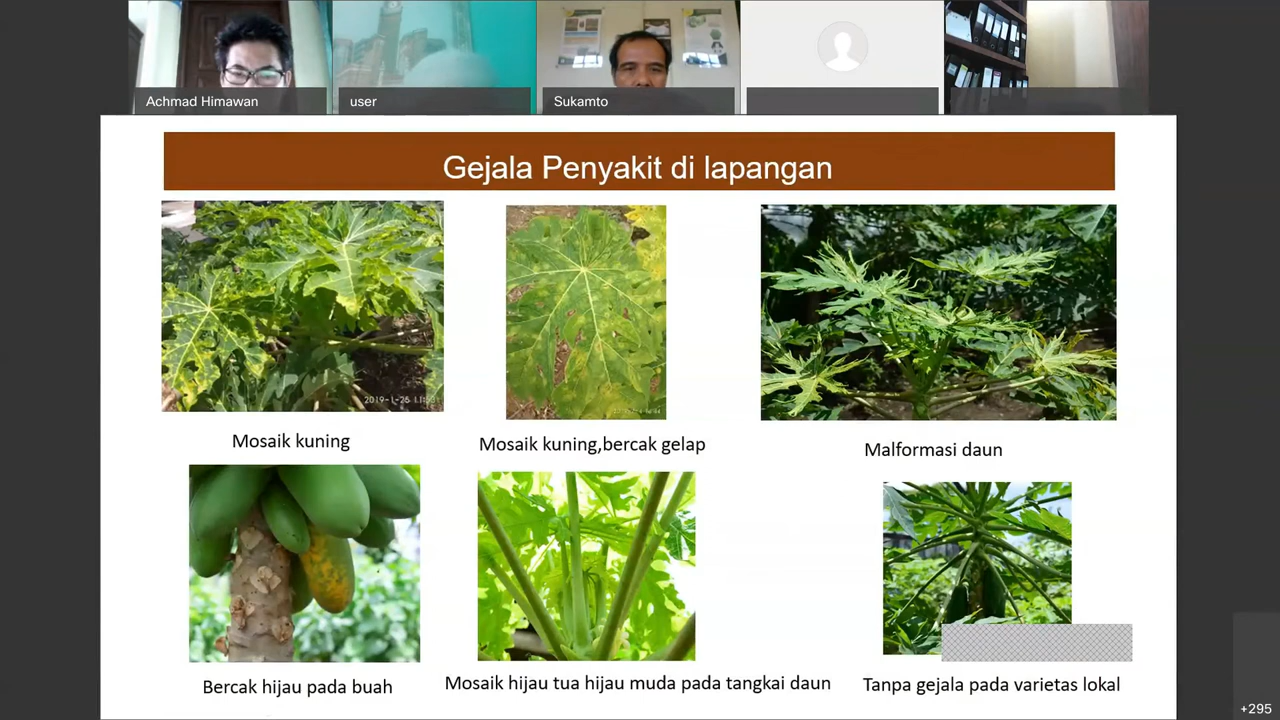 Achmad Himawan
user
Sukamto
Gejala Penyakit di lapangan
Mosaik kuning
Mosaik kuning,bercak gelap
Malformasi daun
Bercak hijau pada buah
Mosaik hijau tua hijau muda pada tangkai daun
Tanpa gejala pada varietas lokal
+295